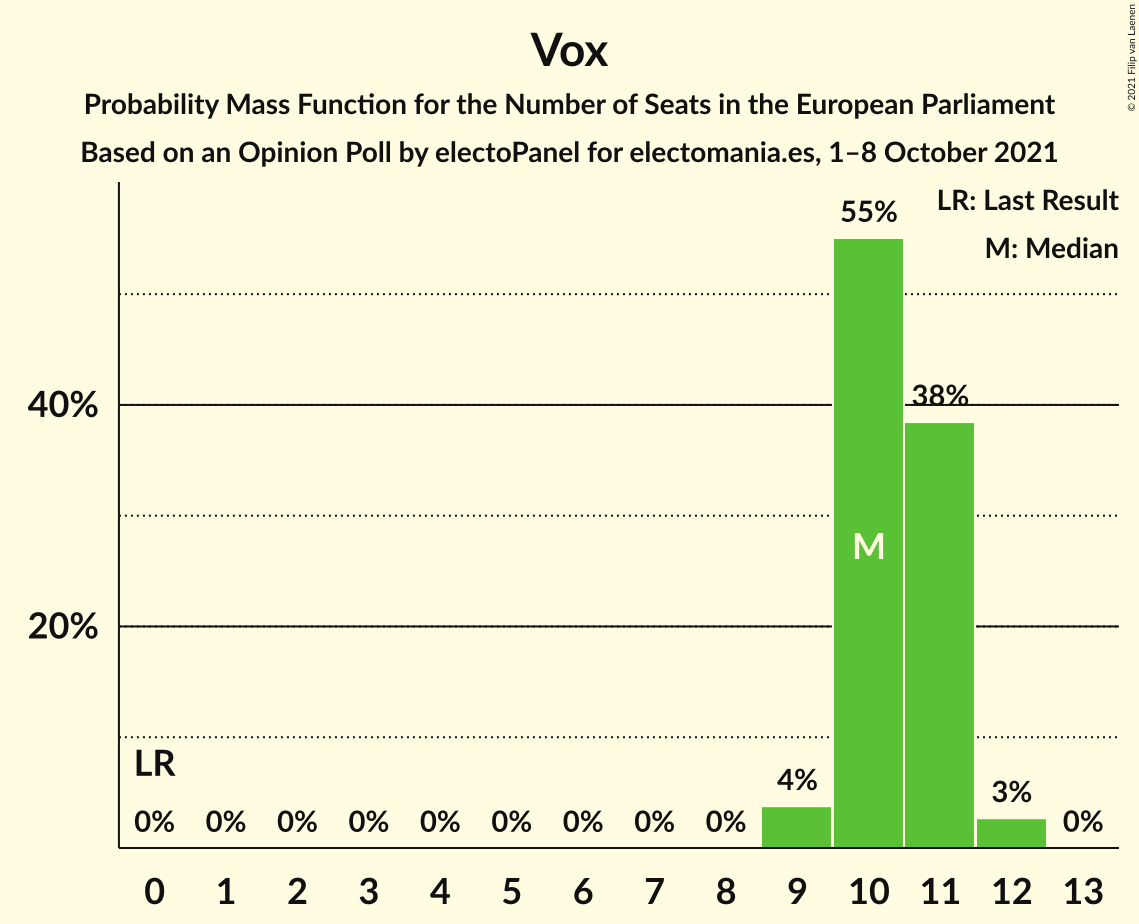 Vox
Probability Mass Function for the Number of Seats in the European Parliament
Based on an Opinion Poll by electoPanel for electomania.es, 1–8 October 2021
© 2021 Filip van Laenen
LR: Last Result
M: Median
55%
40%
38%
M
20%
LR
4%
3%
0% 0% 0% 0% 0% 0% 0% 0% 0% 0%
0 1 2 3 4 5 6 7 8 9 10 11 12 13